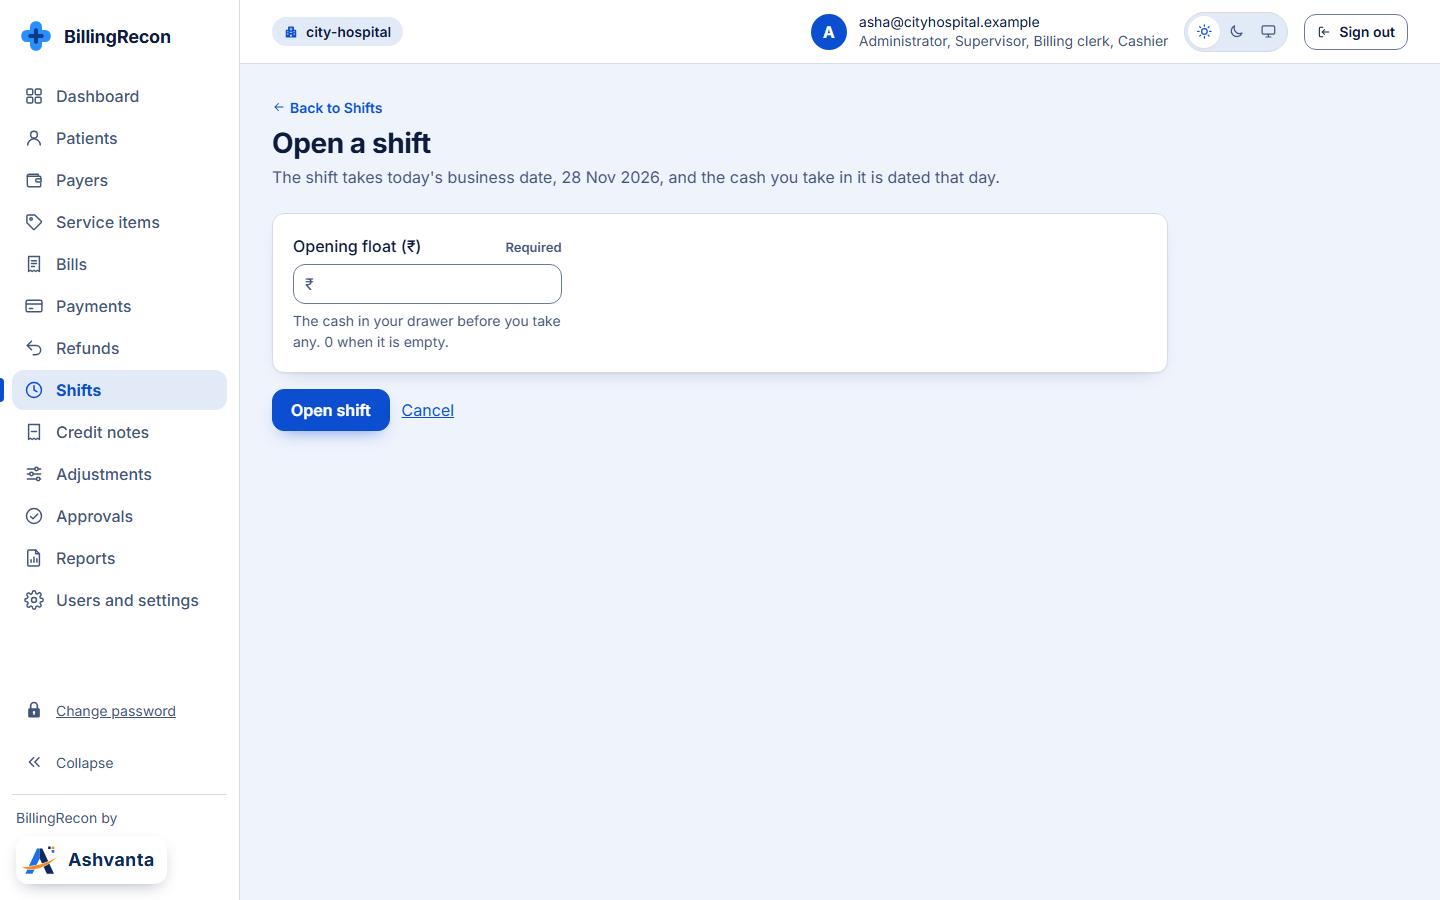 BillingRecon
Dashboard
Patients
Payers
Service items
Bills
Payments
Refunds
Shifts
Credit notes
Adjustments
Approvals
Reports
Users and settings
Change password
Collapse
BillingRecon by
Ashvanta
city-hospital
A
asha@cityhospital.example
Administrator, Supervisor, Billing clerk, Cashier
Sign out
Back to Shifts
Open a shift
The shift takes today's business date, 28 Nov 2026, and the cash you take in it is dated that day.
Opening float (₹)
Required
₹
The cash in your drawer before you take
any. 0 when it is empty.
Open shift
Cancel